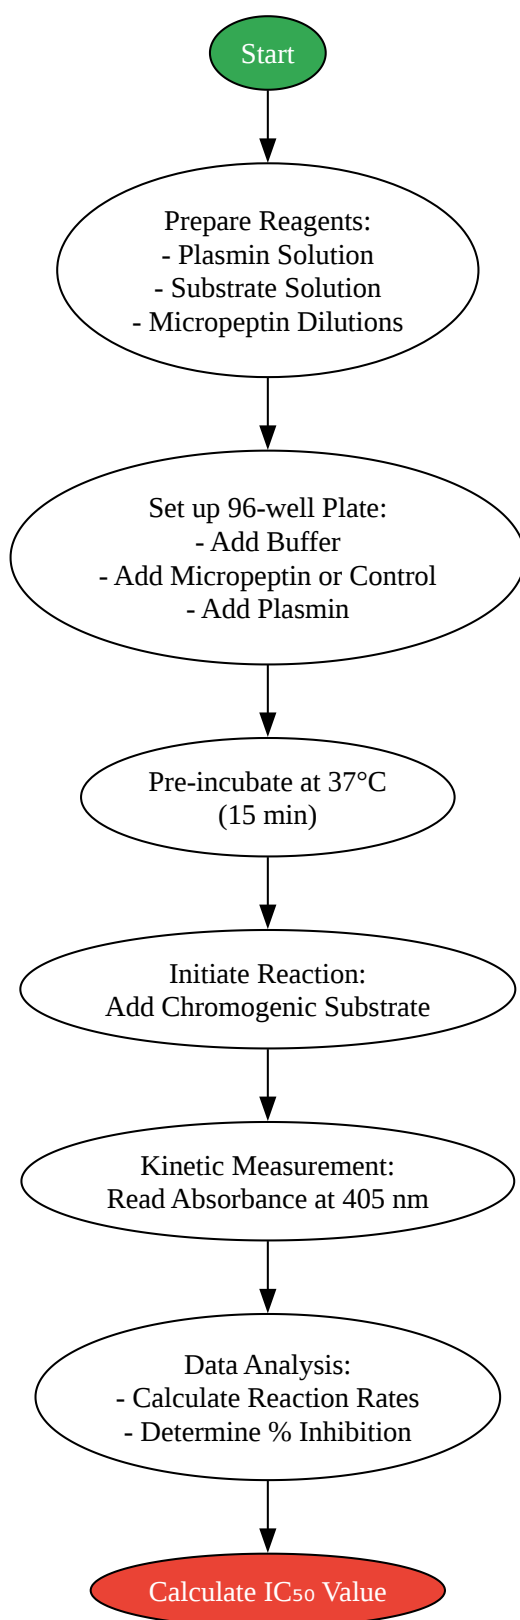 Start
Prepare Reagents:
- Plasmin Solution
- Substrate Solution
- Micropeptin Dilutions
Set up 96-well Plate:
- Add Buffer
- Add Micropeptin or Control
- Add Plasmin
Pre-incubate at 37°C
(15 min)
Initiate Reaction:
Add Chromogenic Substrate
Kinetic Measurement:
Read Absorbance at 405 nm
Data Analysis:
- Calculate Reaction Rates
- Determine % Inhibition
Calculate IC₅₀ Value